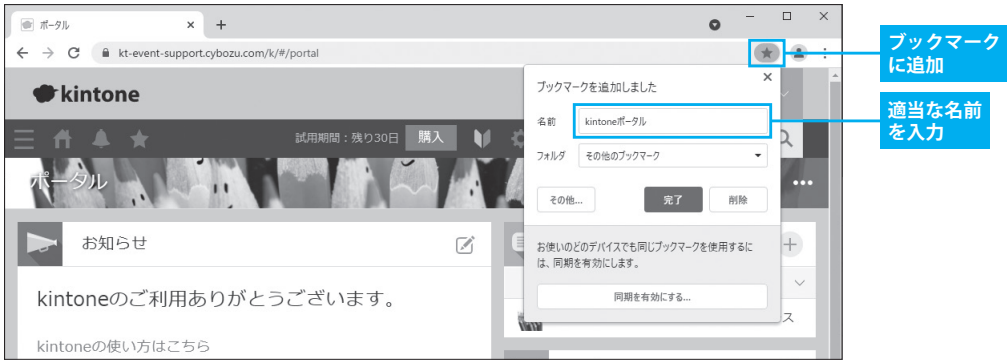 ポータル
kt-event-support.cybozu.com/k/#/portal
ブックマーク
に追加
kintone
ブックマークを追加しました
名前
kintoneポータル
適当な名前
を入力
試用期間：残り30日
購入
フォルダ
その他のブックマーク
ポータル
その他...
完了
削除
お知らせ
お使いのどのデバイスでも同じブックマークを使用するに
は、同期を有効にします。
kintoneのご利用ありがとうございます。
同期を有効にする...
ス
kintoneの使い方はこちら